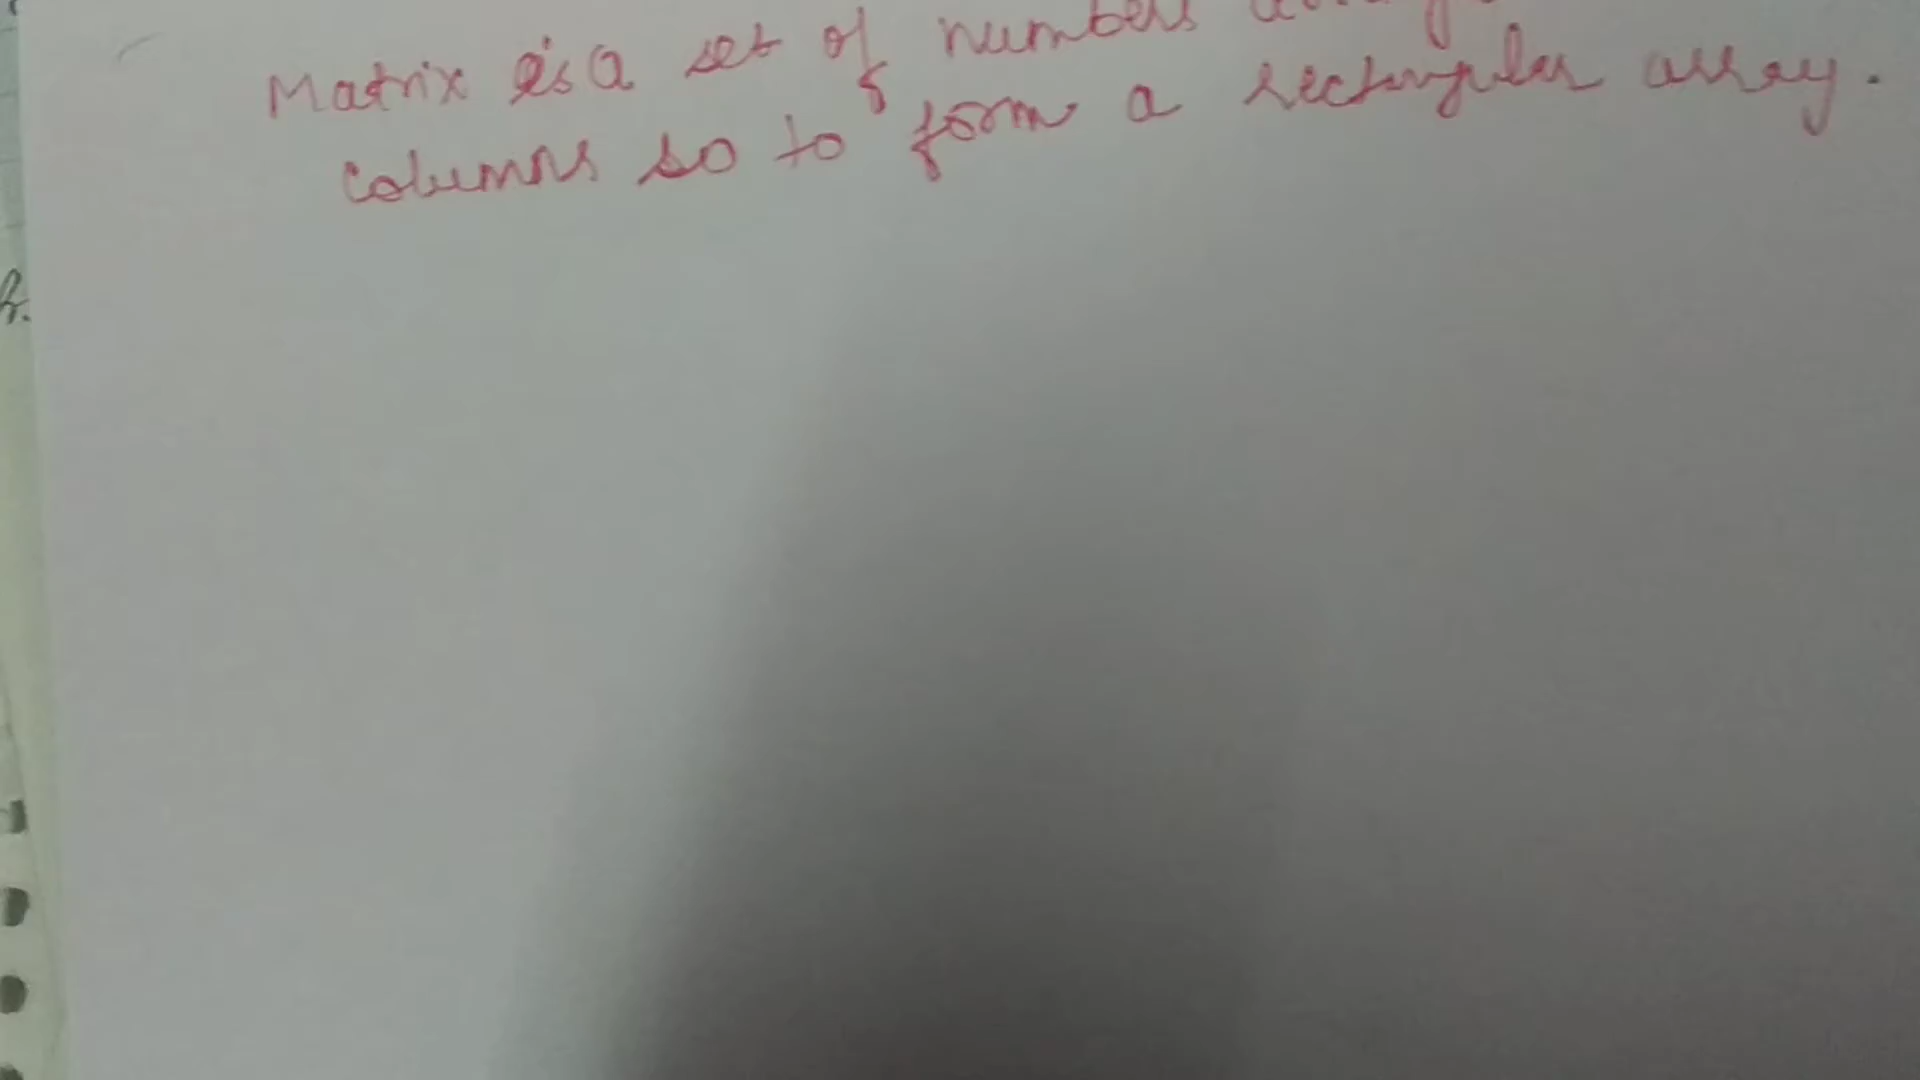 Matrix is a set of numbers
columns so to form a rectangular array.